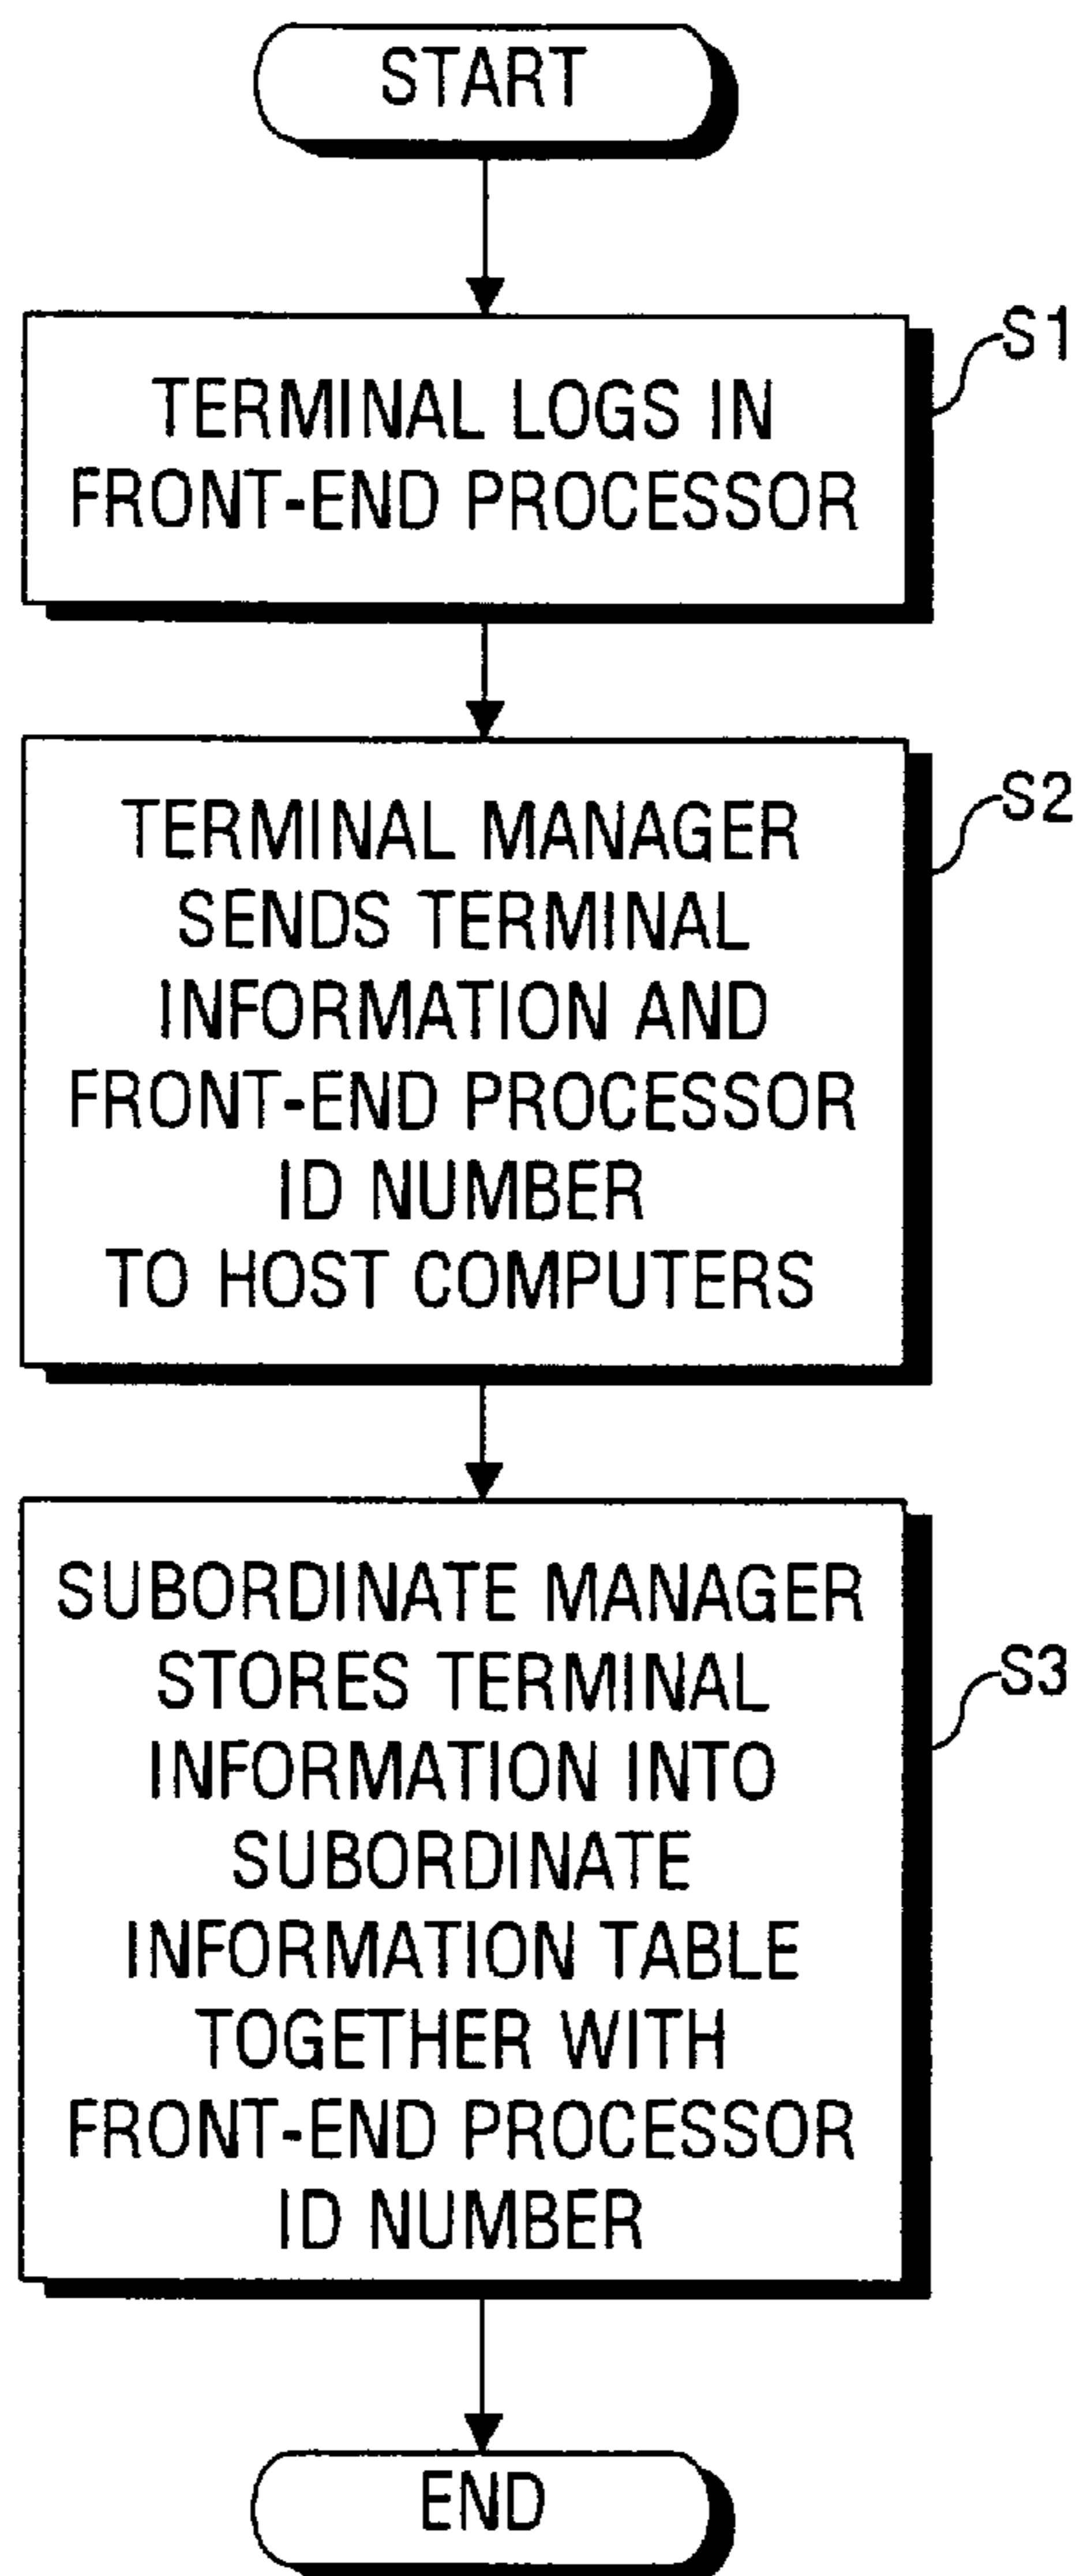 START
S1
TERMINAL LOGS IN
FRONT-END PROCESSOR
S2
TERMINAL MANAGER
SENDS TERMINAL
INFORMATION AND
FRONT-END PROCESSOR
ID NUMBER
TO HOST COMPUTERS
SUBORDINATE MANAGER
STORES TERMINAL
S3
INFORMATION INTO
SUBORDINATE
INFORMATION TABLE
TOGETHER WITH
FRONT-END PROCESSOR
ID NUMBER
END